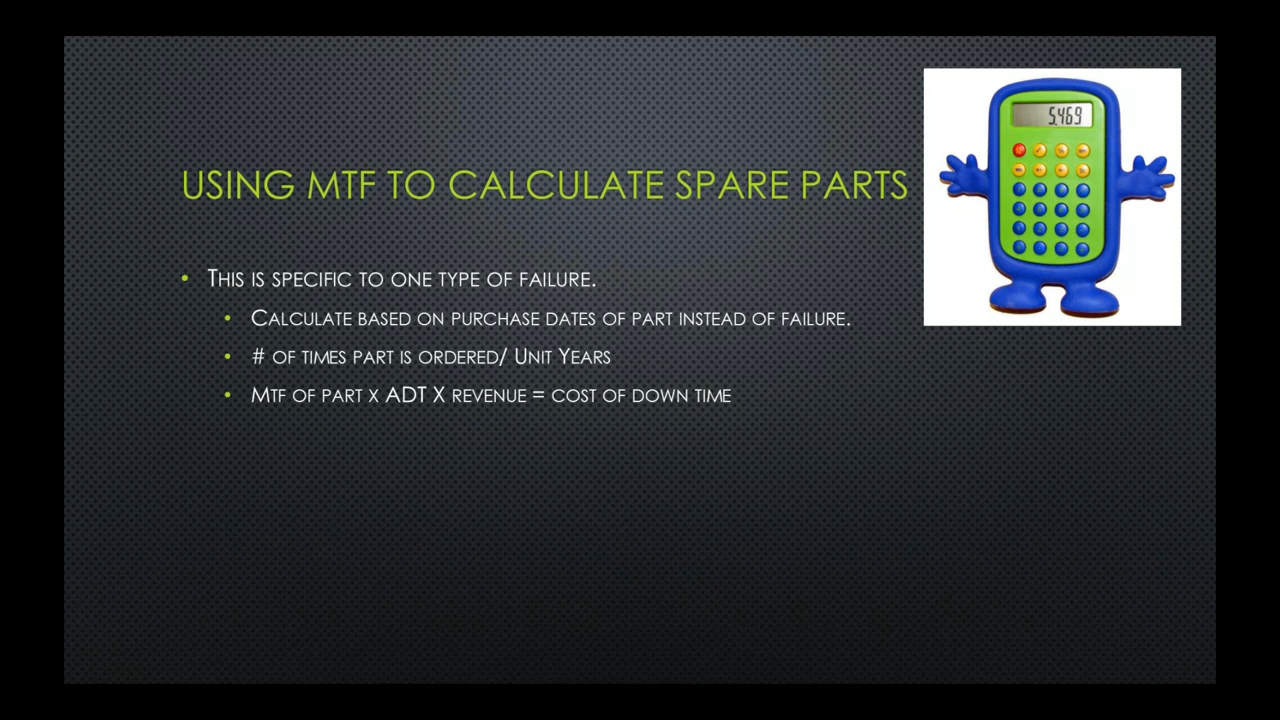 USING MTF TO CALCULATE SPARE PARTS
5.469
• THIS IS SPECIFIC TO ONE TYPE OF FAILURE.
• CALCULATE BASED ON PURCHASE DATES OF PART INSTEAD OF FAILURE.
• # OF TIMES PART IS ORDERED/ UNIT YEARS
• MTF OF PART X ADT X REVENUE = COST OF DOWN TIME